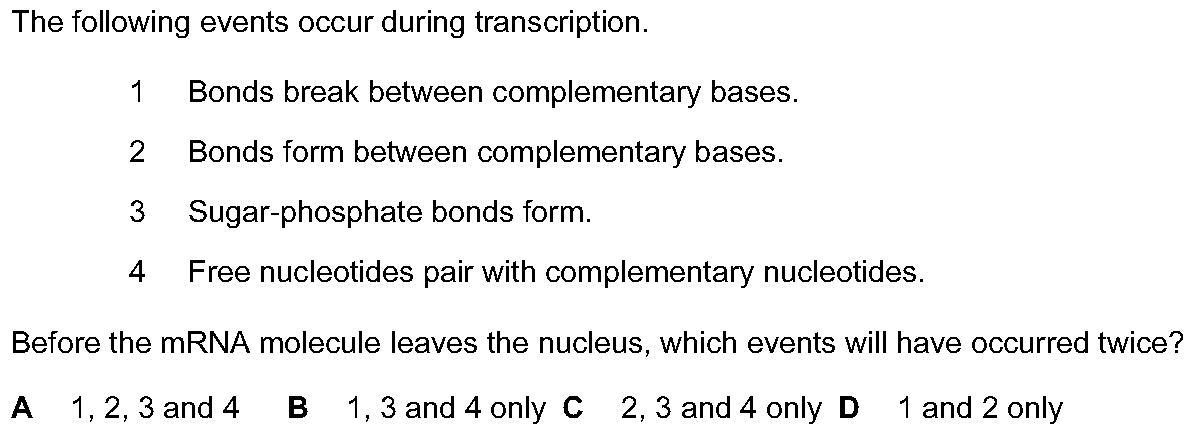 The following events occur during transcription.
1 Bonds break between complementary bases.
2 Bonds form between complementary bases.
3 Sugar-phosphate bonds form.
4 Free nucleotides pair with complementary nucleotides.
Before the mRNA molecule leaves the nucleus, which events will have occurred twice?
A 1, 2, 3 and 4 B 1, 3 and 4 only C 2, 3 and 4 only D 1 and 2 only